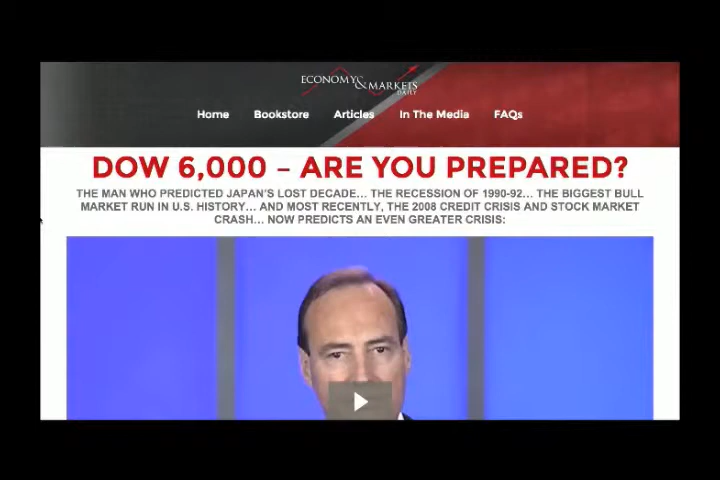 ECONOMY & MARKETS
DAILY
Home Bookstore Articles In The Media FAQs
DOW 6,000 – ARE YOU PREPARED?
THE MAN WHO PREDICTED JAPAN'S LOST DECADE... THE RECESSION OF 1990-92... THE BIGGEST BULL
MARKET RUN IN U.S. HISTORY... AND MOST RECENTLY, THE 2008 CREDIT CRISIS AND STOCK MARKET
CRASH... NOW PREDICTS AN EVEN GREATER CRISIS: